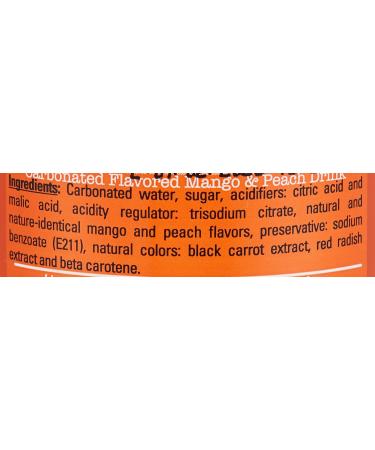 Carbonated Flavored Mango & Peach Drink
Ingredients: Carbonated water, sugar, acidifiers: citric acid and
malic acid, acidity regulator: trisodium citrate, natural and
nature-identical mango and peach flavors, preservative: sodium
benzoate (E211), natural colors: black carrot extract, red radish
extract and beta carotene.